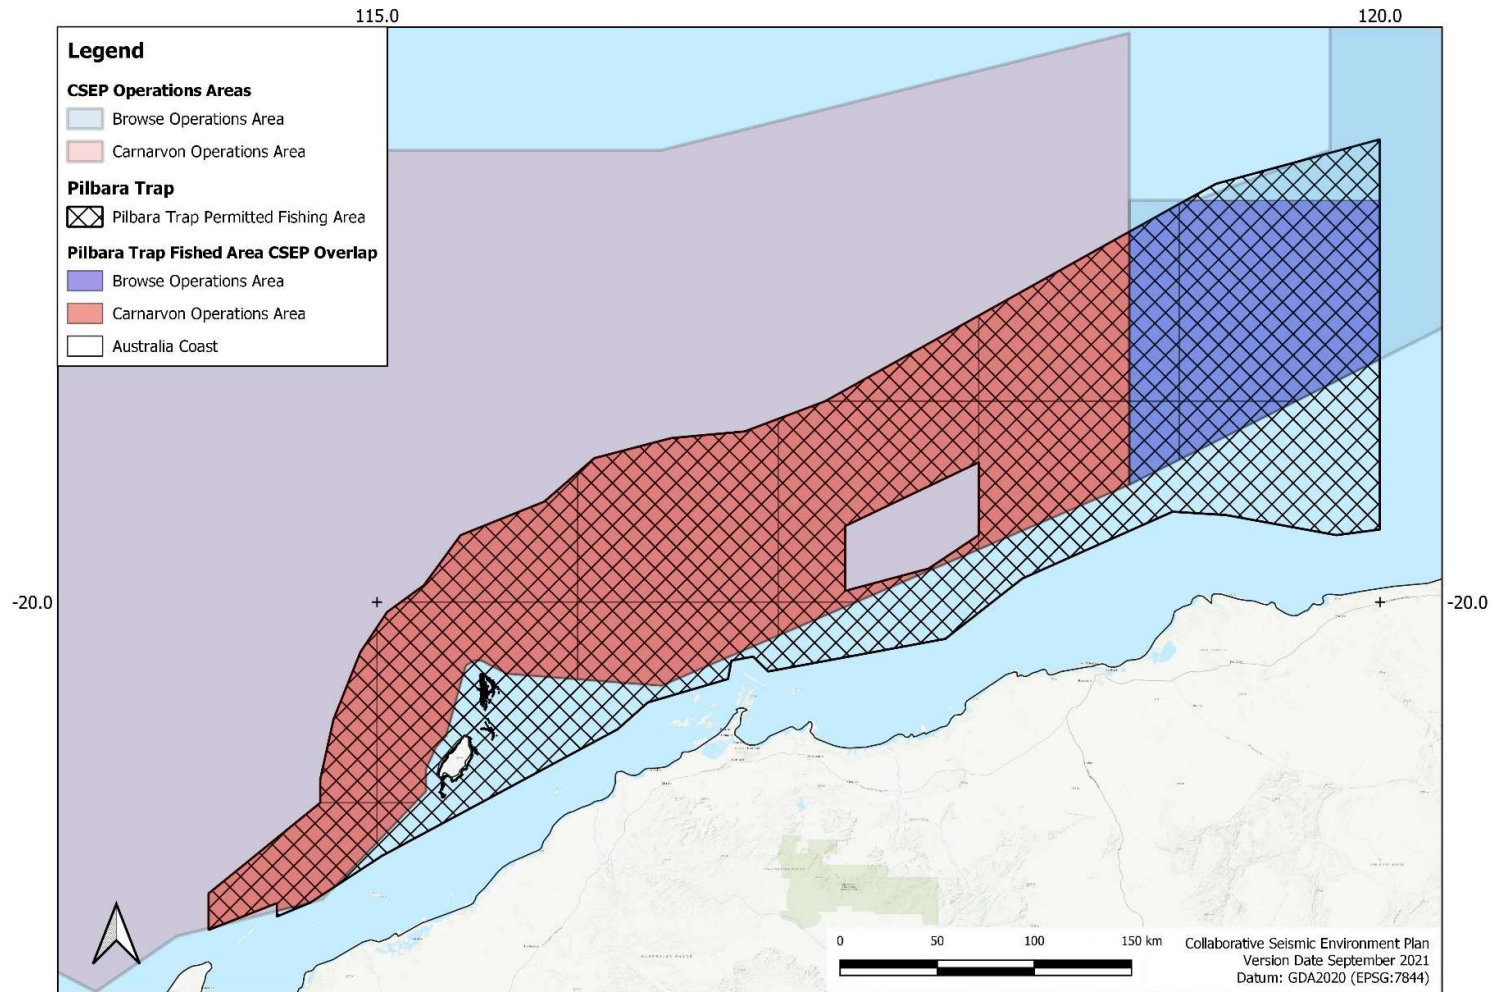 115.0
120.0
Legend
CSEP Operations Areas
Browse Operations Area
Carnarvon Operations Area
Pilbara Trap
Pilbara Trap Permitted Fishing Area
Pilbara Trap Fished Area CSEP Overlap
Browse Operations Area
Carnarvon Operations Area
Australia Coast
-20.0
-20.0
0 50 100 150 km
Collaborative Seismic Environment Plan
Version Date September 2021
Datum: GDA2020 (EPSG:7844)